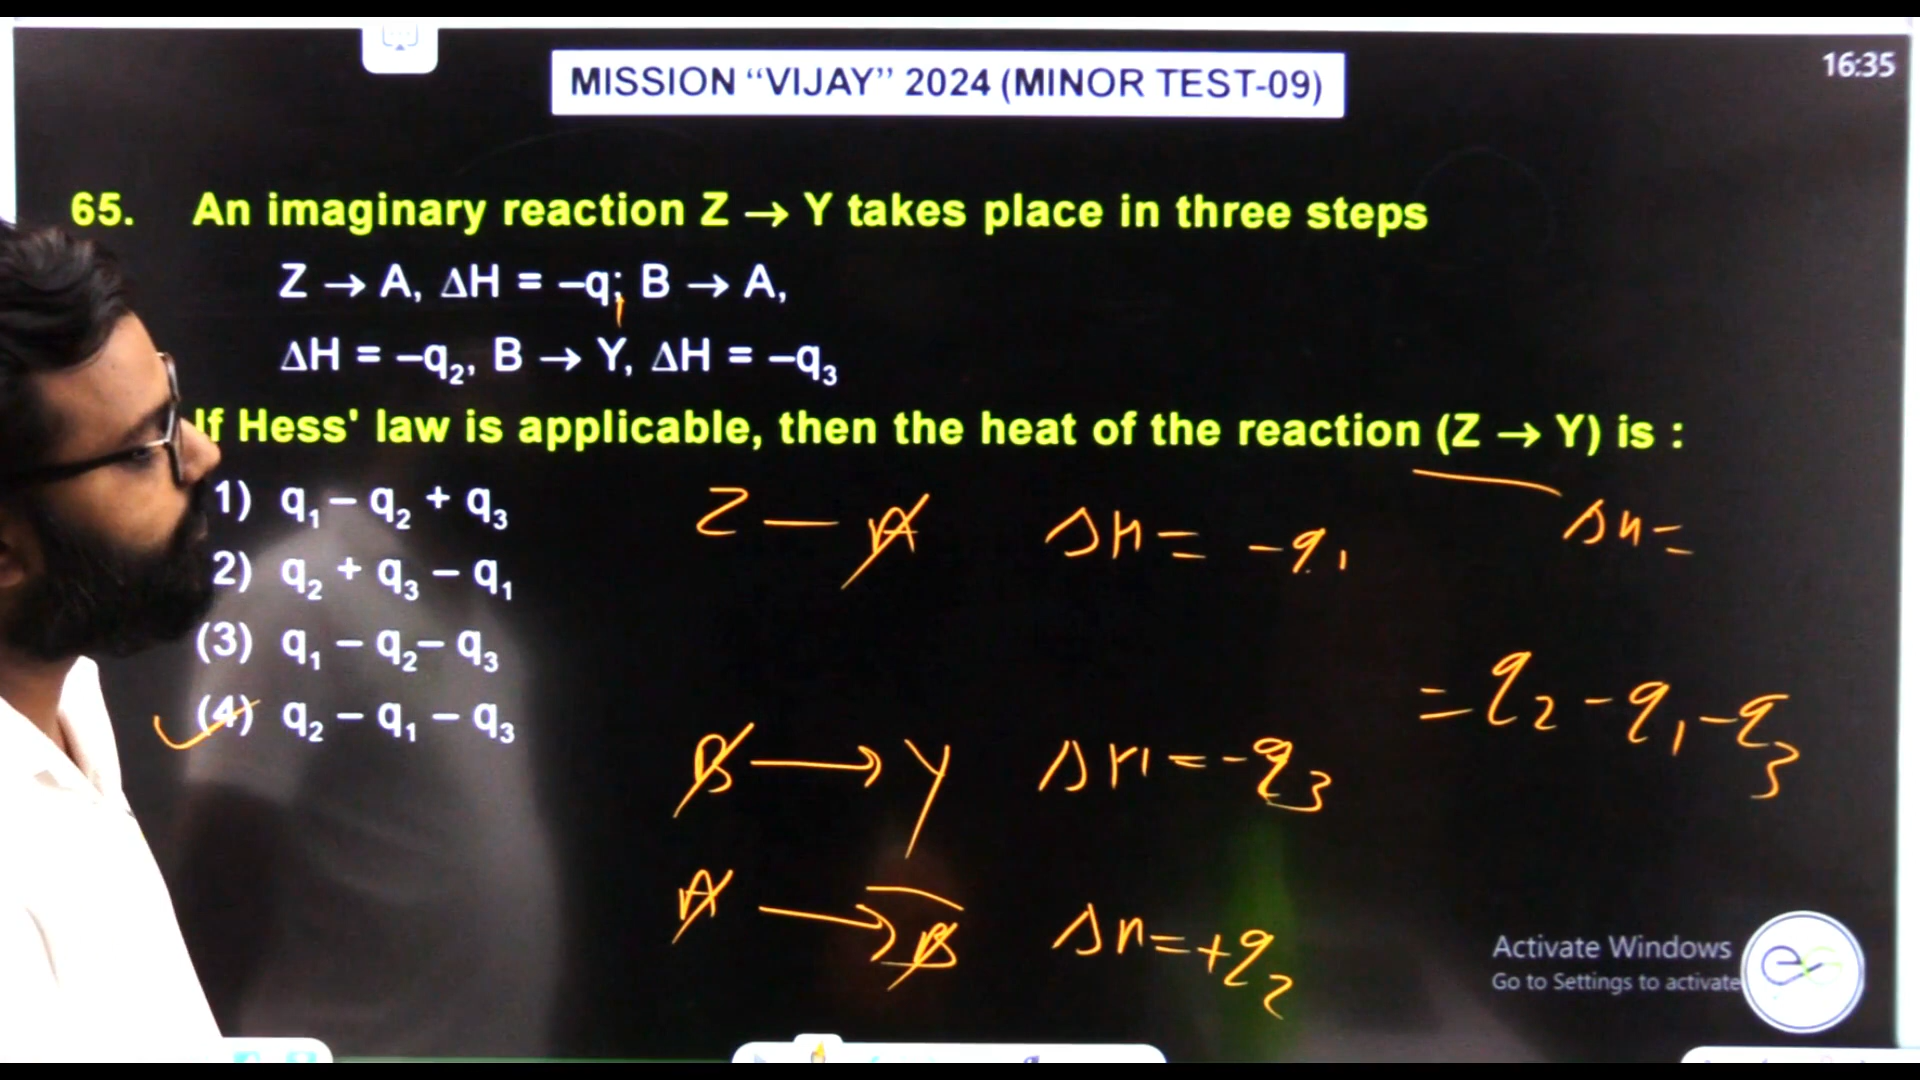 16:35
MISSION “VIJAY” 2024 (MINOR TEST-09)
65. An imaginary reaction Z → Y takes place in three steps
Z → A, ΔH = –q; B → A,
ΔH = –q₂, B → Y, ΔH = –q₃
If Hess' law is applicable, then the heat of the reaction (Z → Y) is :
1) q₁ – q₂ + q₃
2) q₂ + q₃ – q₁
(3) q₁ – q₂– q₃
(4) q₂ – q₁ – q₃
Z — A ΔH = –q₁
ΔH =
= q₂ – q₁ – q₃
B → Y ΔH = –q₃
A → B ΔH = +q₂
Activate Windows
Go to Settings to activate